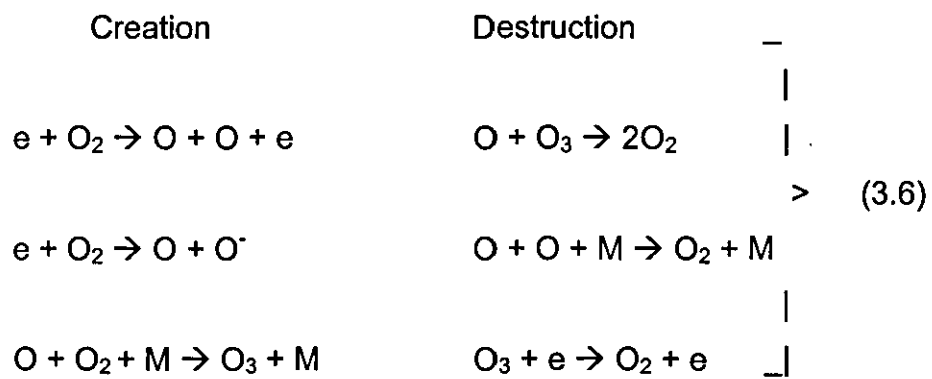 Creation Destruction
e + O₂ → O + O + e O + O₃ → 2O₂
> (3.6)
e + O₂ → O + O⁻ O + O + M → O₂ + M
O + O₂ + M → O₃ + M O₃ + e → O₂ + e